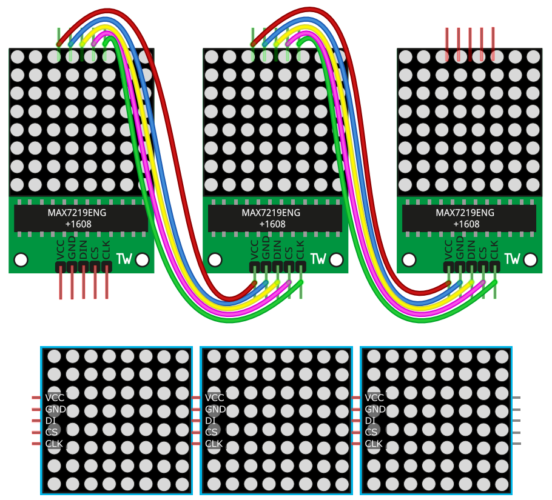 MAX7219ENG
+1608
VCC
GND
DIN
CS
CLK
TW
MAX7219ENG
+1608
VCC
GND
DIN
CS
CLK
TW
MAX7219ENG
+1608
VCC
GND
DIN
CS
CLK
TW
VCC
GND
DI
CS
CLK
VCC
GND
DI
CS
CLK
VCC
GND
DI
CS
CLK